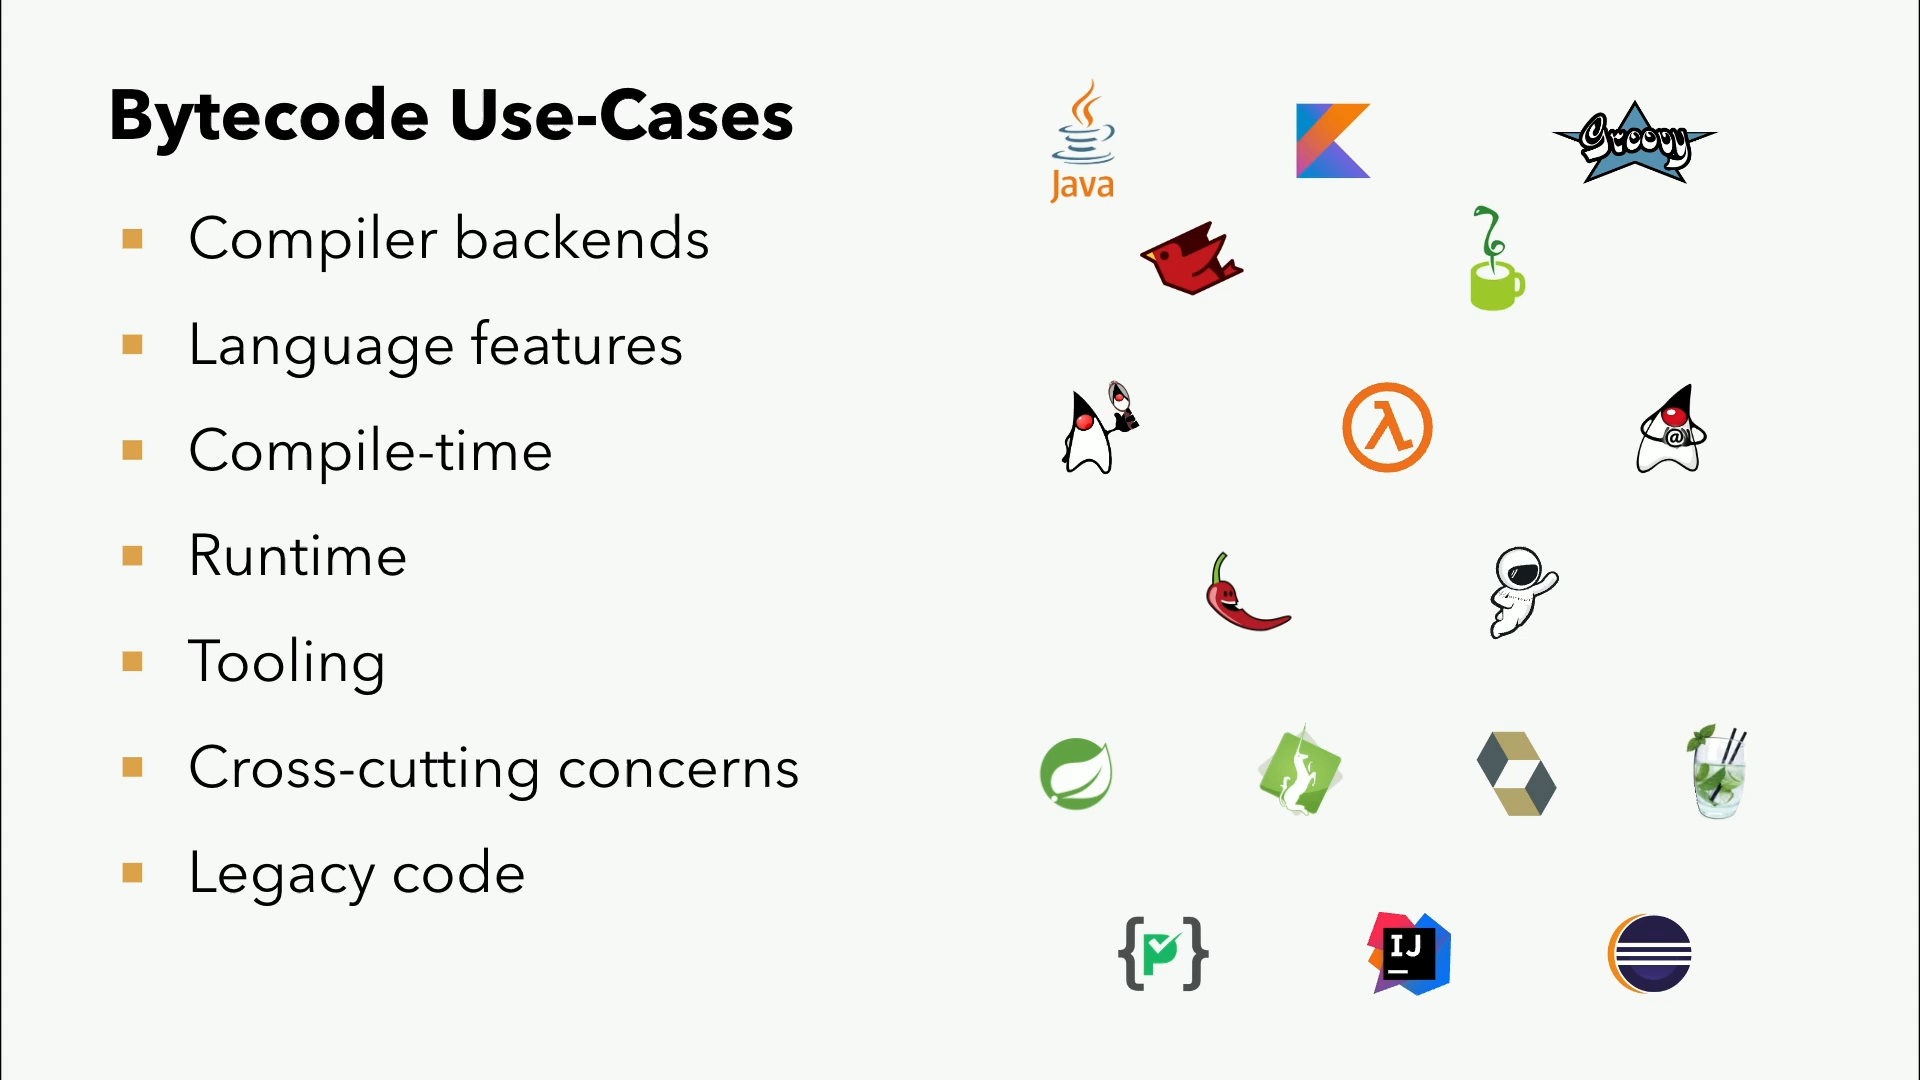 Bytecode Use-Cases
Compiler backends
Language features
Compile-time
Runtime
Tooling
Cross-cutting concerns
Legacy code
Java
Groovy
@
λ
{P}
IJ